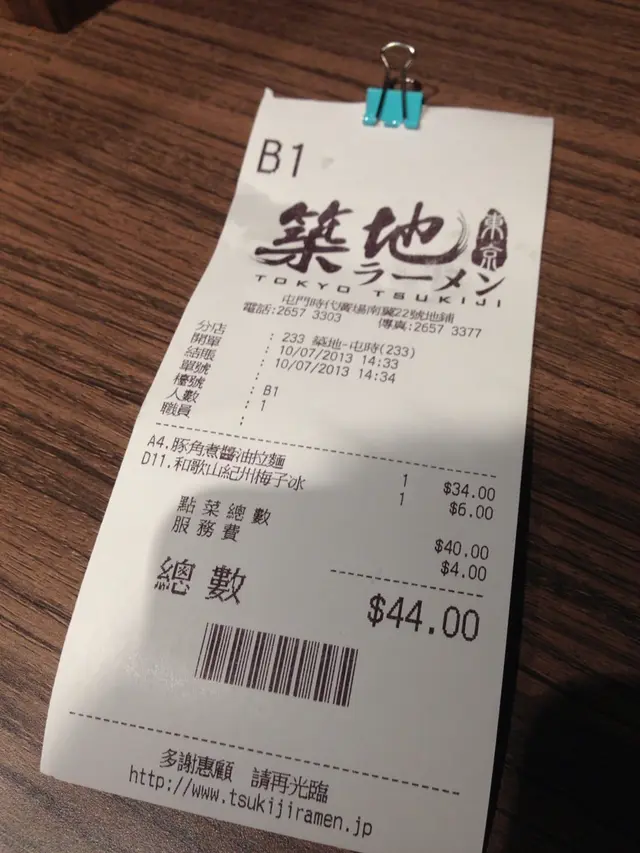 B1
築地 東京
ラーメン
TOKYO TSUKIJI
屯門時代廣場南翼22號地鋪
電話:2657 3303 傳真:2657 3377
分店 : 233 築地-屯時(233)
開單 : 10/07/2013 14:33
結賬 : 10/07/2013 14:34
單號 :
檯號 : B1
人數 : 1
職員 :
A4.豚角煮醬油拉麵 1 $34.00
D11.和歌山紀州梅子冰 1 $6.00
點菜總數 $40.00
服務費 $4.00
總數 $44.00
多謝惠顧 請再光臨
http://www.tsukijiramen.jp